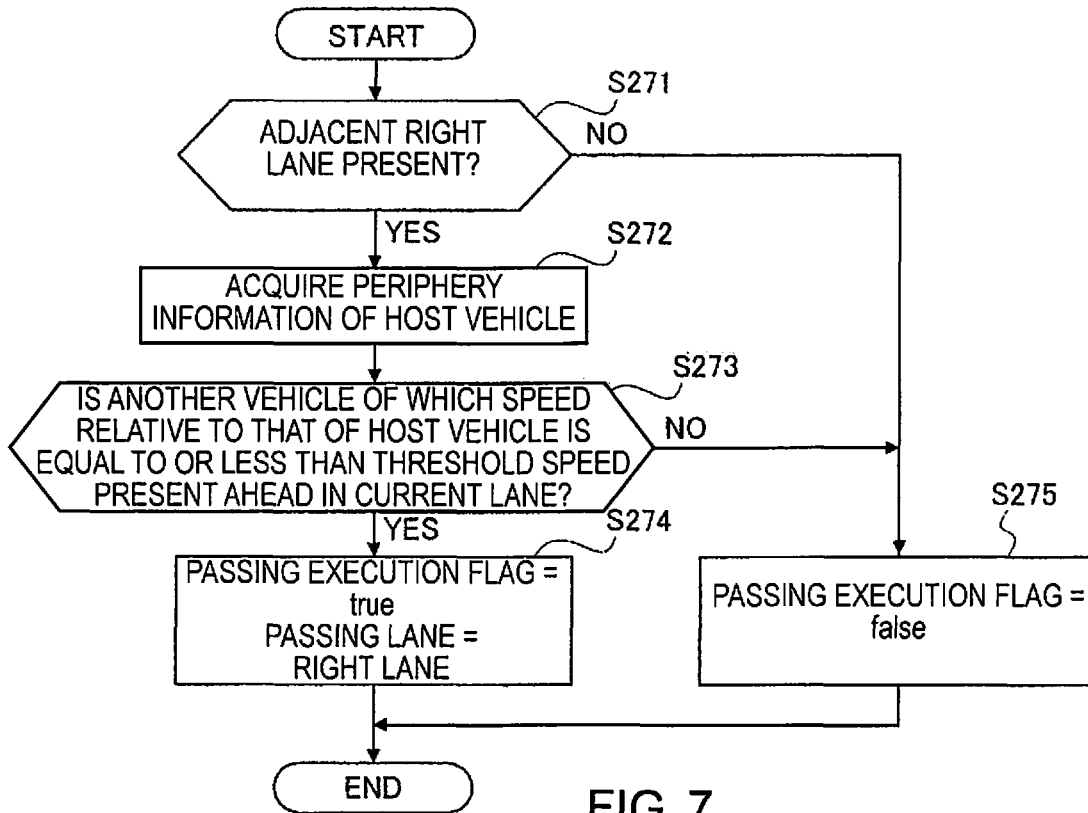 START
S271
ADJACENT RIGHT
LANE PRESENT?
NO
YES
S272
ACQUIRE PERIPHERY
INFORMATION OF HOST VEHICLE
S273
IS ANOTHER VEHICLE OF WHICH SPEED
RELATIVE TO THAT OF HOST VEHICLE IS
EQUAL TO OR LESS THAN THRESHOLD SPEED
PRESENT AHEAD IN CURRENT LANE?
NO
YES
S274
PASSING EXECUTION FLAG =
true
PASSING LANE =
RIGHT LANE
S275
PASSING EXECUTION FLAG =
false
END
FIG. 7